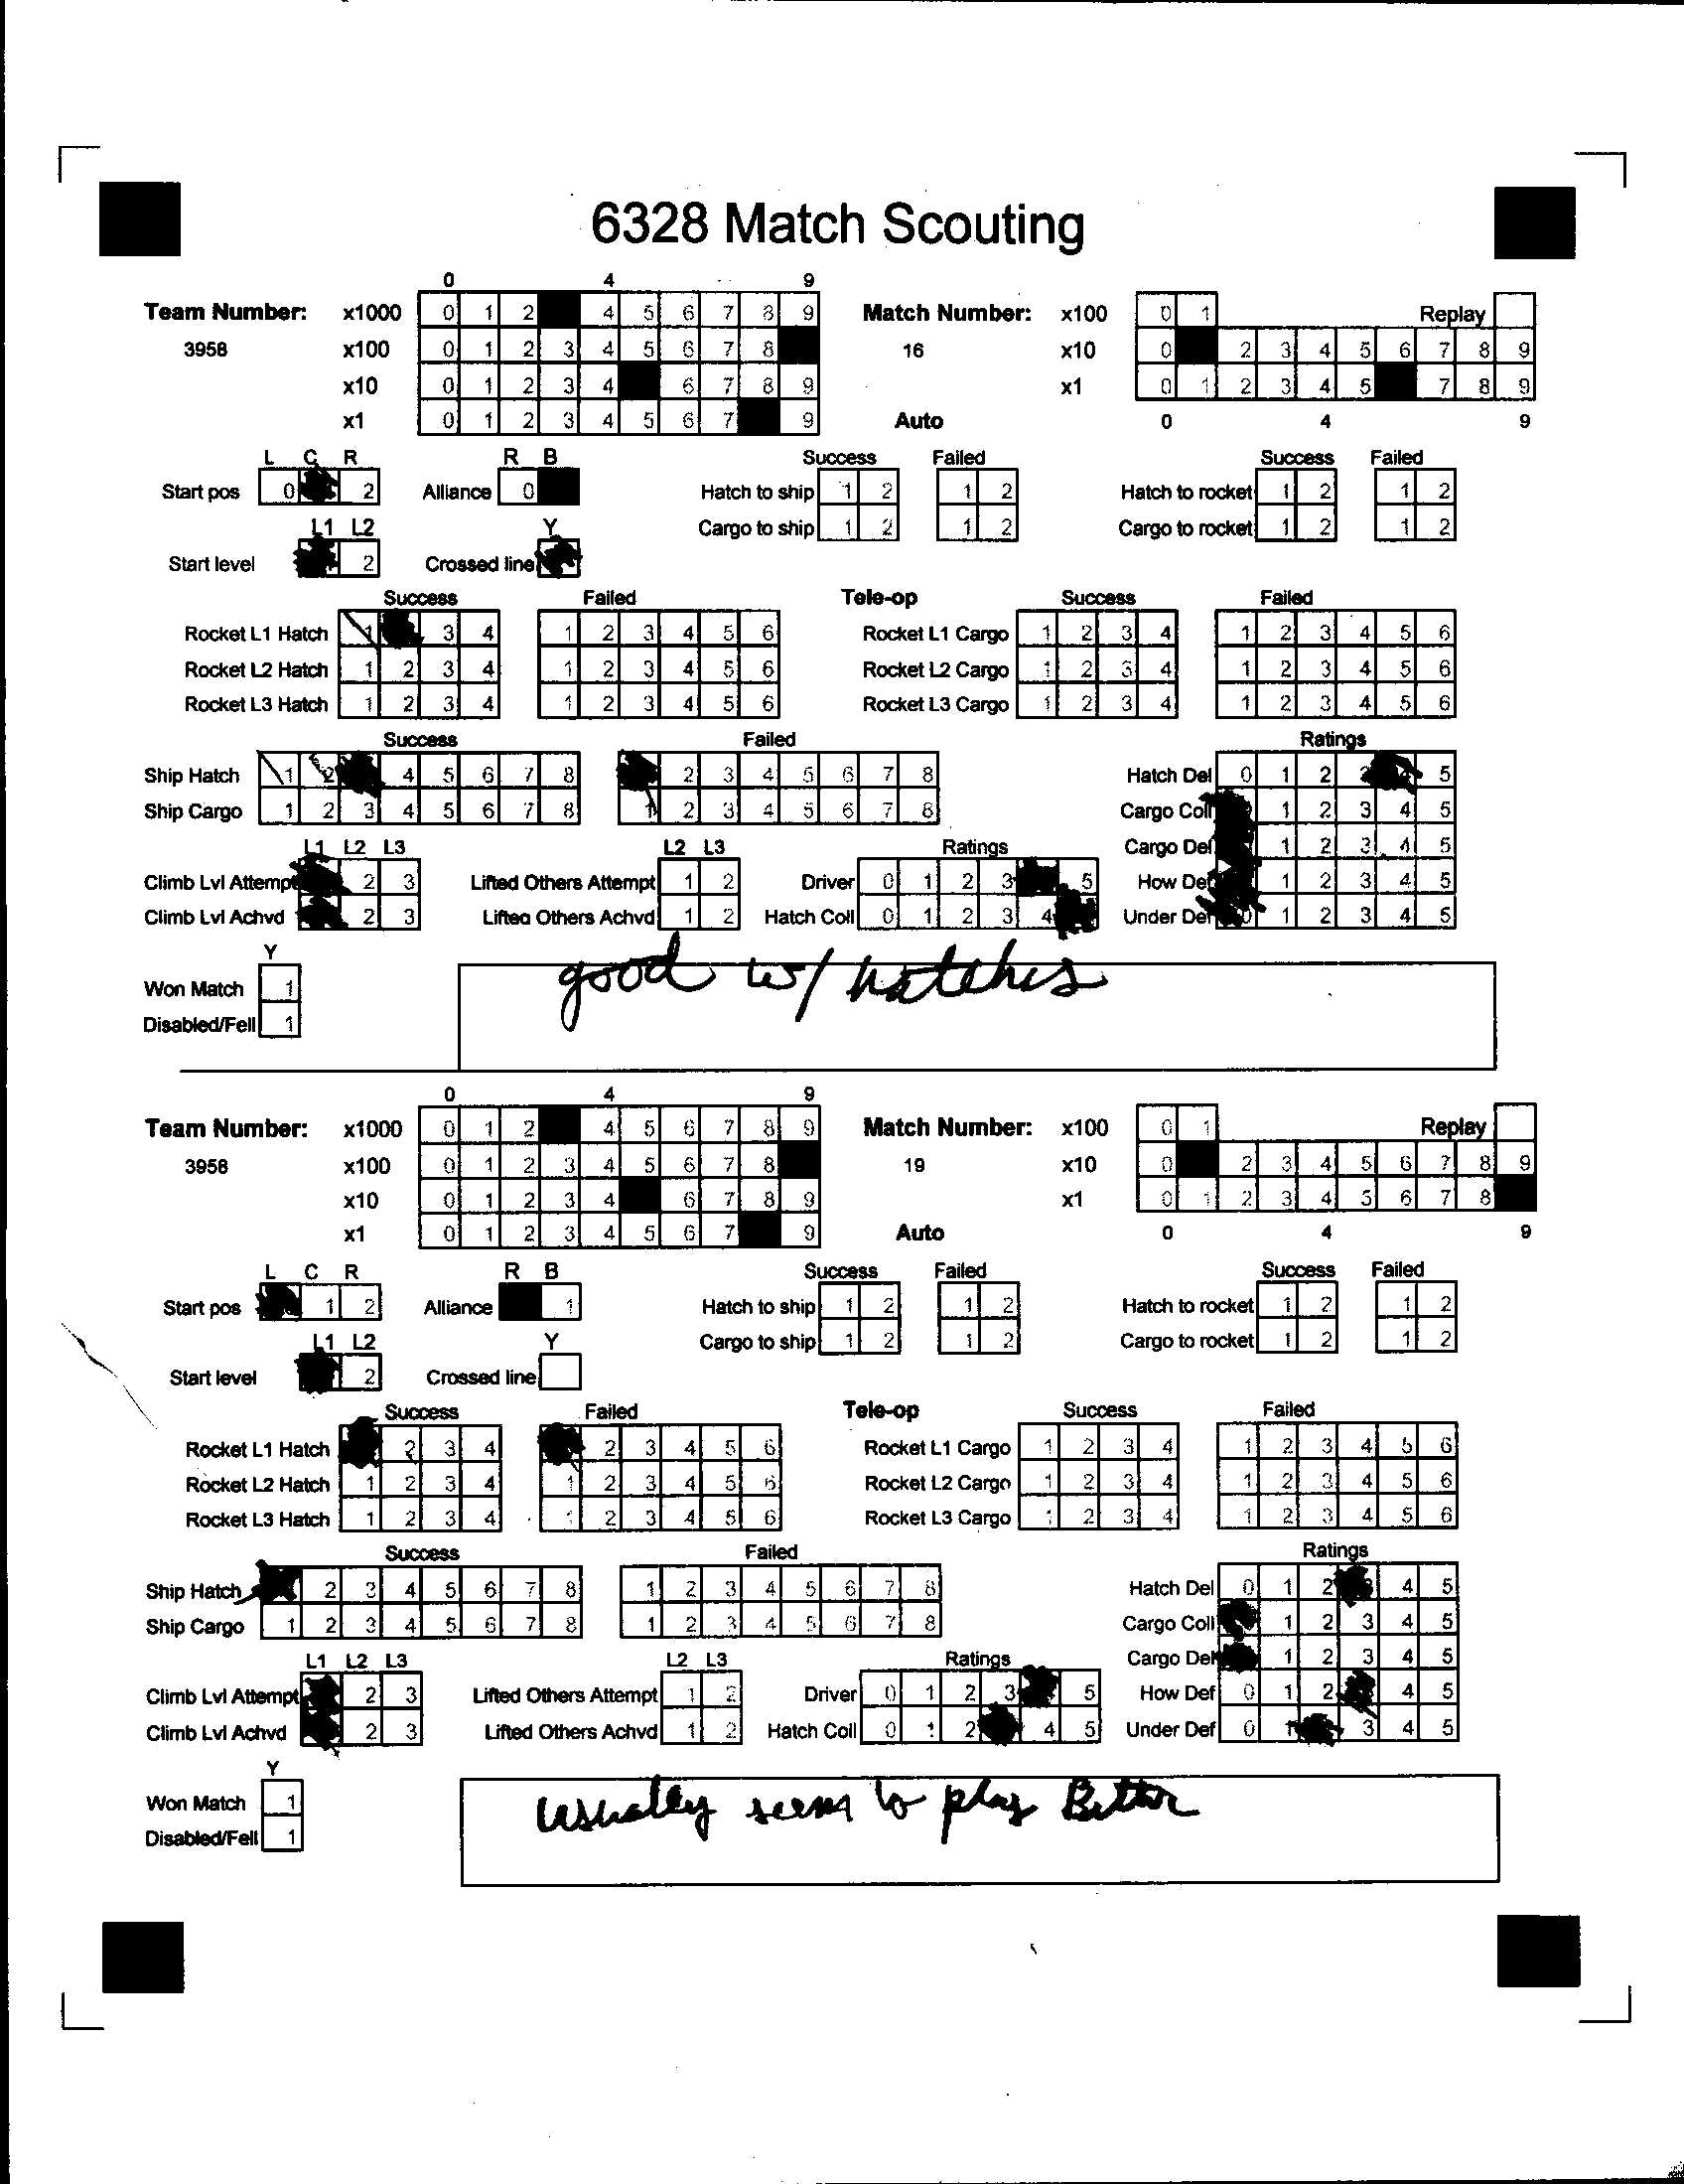 6328 Match Scouting
0 4 9
Team Number: x1000 0 1 2 4 5 6 7 8 9 Match Number: x100 0 1 Replay
3958 x100 0 1 2 3 4 5 6 7 8 16 x10 0 2 3 4 5 6 7 8 9
x10 0 1 2 3 4 6 7 8 9 x1 0 1 2 3 4 5 7 8 9
x1 0 1 2 3 4 5 6 7 9 Auto 0 4 9
L C R R B Success Failed Success Failed
Start pos 0 2 Alliance 0 Hatch to ship 1 2 1 2 Hatch to rocket 1 2 1 2
L1 L2 Y Cargo to ship 1 2 1 2 Cargo to rocket 1 2 1 2
Start level 2 Crossed line
Success Failed Tele-op Success Failed
Rocket L1 Hatch 1 3 4 1 2 3 4 5 6 Rocket L1 Cargo 1 2 3 4 1 2 3 4 5 6
Rocket L2 Hatch 1 2 3 4 1 2 3 4 5 6 Rocket L2 Cargo 1 2 3 4 1 2 3 4 5 6
Rocket L3 Hatch 1 2 3 4 1 2 3 4 5 6 Rocket L3 Cargo 1 2 3 4 1 2 3 4 5 6
Success Failed Ratings
Ship Hatch 1 2 4 5 6 7 8 2 3 4 5 6 7 8 Hatch Del 0 1 2 5
Ship Cargo 1 2 3 4 5 6 7 8 1 2 3 4 5 6 7 8 Cargo Coll 1 2 3 4 5
L1 L2 L3 L2 L3 Ratings Cargo Del 1 2 3 4 5
Climb Lvl Attempt 2 3 Lifted Others Attempt 1 2 Driver 0 1 2 3 5 How Def 1 2 3 4 5
Climb Lvl Achvd 2 3 Lifted Others Achvd 1 2 Hatch Coll 0 1 2 3 4 Under Def 0 1 2 3 4 5
Y
Won Match 1 good w/ hatches
Disabled/Fell 1
0 4 9
Team Number: x1000 0 1 2 4 5 6 7 8 9 Match Number: x100 0 1 Replay
3958 x100 0 1 2 3 4 5 6 7 8 19 x10 0 2 3 4 5 6 7 8 9
x10 0 1 2 3 4 6 7 8 9 x1 0 1 2 3 4 5 6 7 8
x1 0 1 2 3 4 5 6 7 9 Auto 0 4 9
L C R R B Success Failed Success Failed
Start pos 1 2 Alliance 1 Hatch to ship 1 2 1 2 Hatch to rocket 1 2 1 2
L1 L2 Y Cargo to ship 1 2 1 2 Cargo to rocket 1 2 1 2
Start level 2 Crossed line
Success Failed Tele-op Success Failed
Rocket L1 Hatch 2 3 4 2 3 4 5 6 Rocket L1 Cargo 1 2 3 4 1 2 3 4 5 6
Rocket L2 Hatch 1 2 3 4 1 2 3 4 5 6 Rocket L2 Cargo 1 2 3 4 1 2 3 4 5 6
Rocket L3 Hatch 1 2 3 4 1 2 3 4 5 6 Rocket L3 Cargo 1 2 3 4 1 2 3 4 5 6
Success Failed Ratings
Ship Hatch 2 3 4 5 6 7 8 1 2 3 4 5 6 7 8 Hatch Del 0 1 2 4 5
Ship Cargo 1 2 3 4 5 6 7 8 1 2 3 4 5 6 7 8 Cargo Coll 1 2 3 4 5
L1 L2 L3 L2 L3 Ratings Cargo Del 1 2 3 4 5
Climb Lvl Attempt 2 3 Lifted Others Attempt 1 2 Driver 0 1 2 3 5 How Def 0 1 2 4 5
Climb Lvl Achvd 2 3 Lifted Others Achvd 1 2 Hatch Coll 0 1 2 4 5 Under Def 0 1 3 4 5
Y
Won Match 1 Usually seem to play Better
Disabled/Fell 1